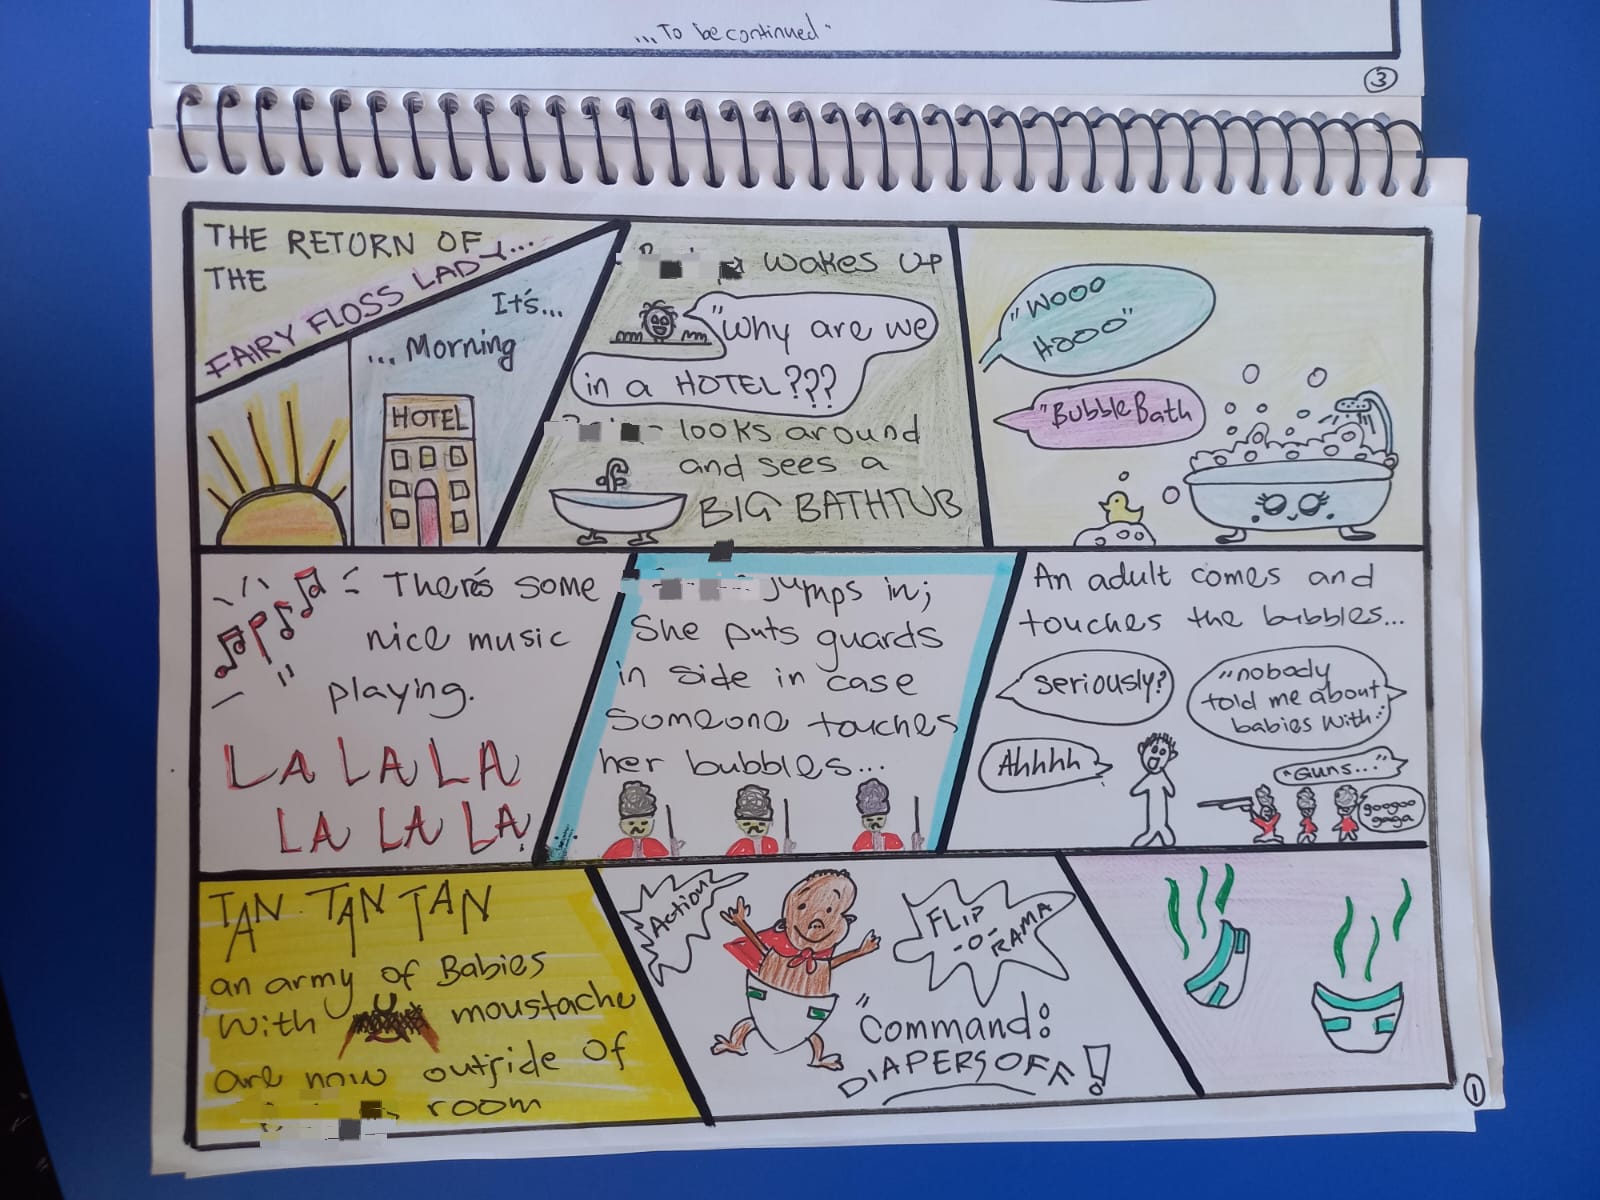 ...To be continued"
3
THE RETURN OF
THE
FAIRY FLOSS LADY...
It's...
...Morning
HOTEL
wakes up
"Why are we
in a HOTEL???
looks around
and sees a
BIG BATHTUB
"Wooo
Hooo"
"Bubble Bath
There's some
nice music
playing.
LA LA LA
LA LA LA
Jumps in;
She puts guards
in side in case
someone touches
her bubbles...
An adult comes and
touches the bubbles...
seriously?
"nobody
told me about
babies with...
Ahhhh
"Guns..."
googoo
gaga
TAN TAN TAN
an army of Babies
with moustache
are now outside of
room
Action
FLIP
-O-
RAMA
"Command:
DIAPERS OFF!
1